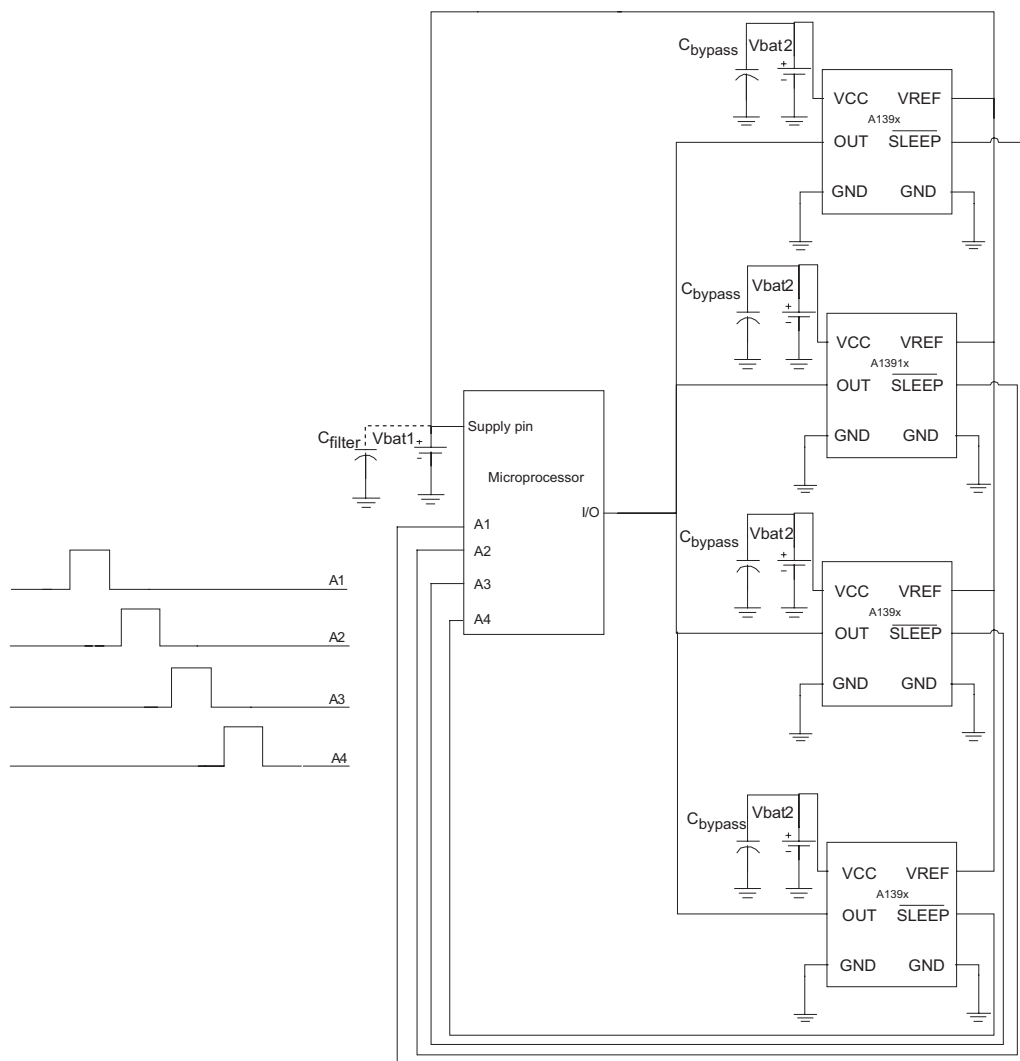 Cbypass Vbat2
+
-
VCC VREF
A139x
OUT SLEEP
GND GND
Cbypass Vbat2
+
-
VCC VREF
A1391x
OUT SLEEP
GND GND
Cfilter Vbat1
+
-
Supply pin
Microprocessor
I/O
A1
A2
A3
A4
Cbypass Vbat2
+
-
VCC VREF
A139x
OUT SLEEP
GND GND
A1
A2
A3
A4
Cbypass Vbat2
+
-
VCC VREF
A139x
OUT SLEEP
GND GND